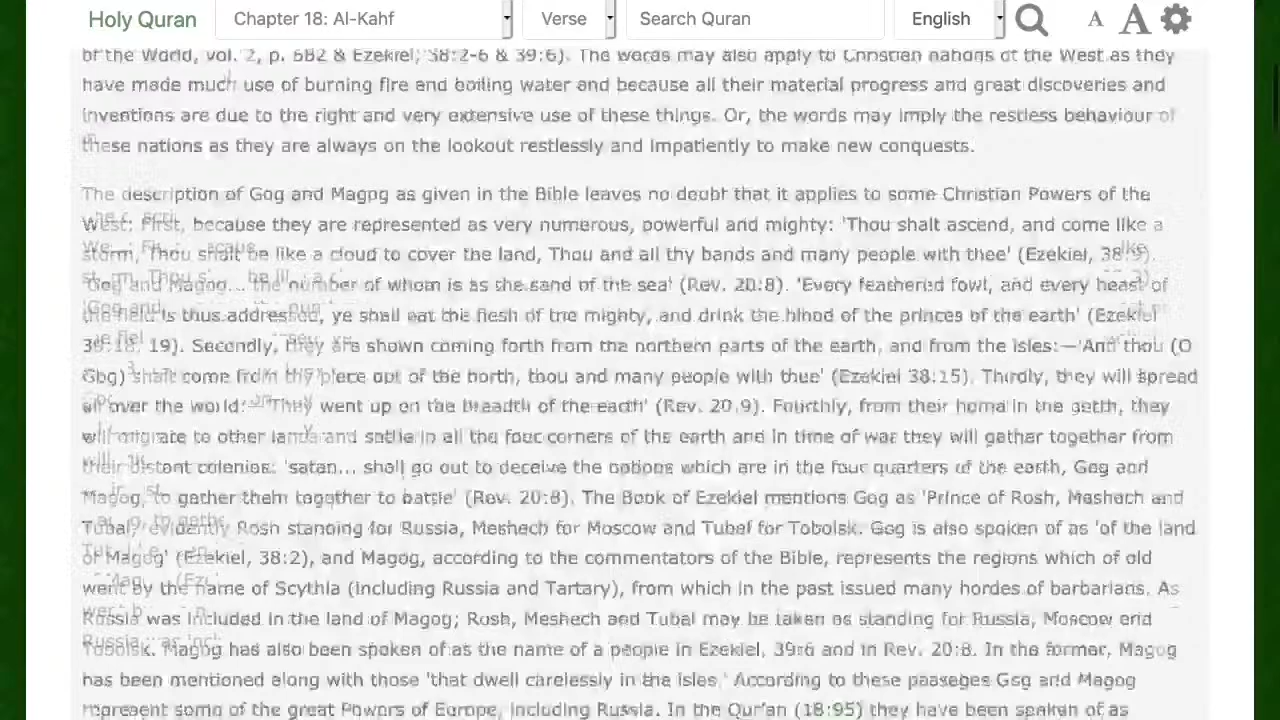 Holy Quran Chapter 18: Al-Kahf Verse Search Quran English A A
of the World, vol. 2, p. 682 & Ezekiel, 38:2-6 & 39:6). The words may also apply to Christian nations of the West as they
have made much use of burning fire and boiling water and because all their material progress and great discoveries and
inventions are due to the right and very extensive use of these things. Or, the words may imply the restless behaviour of
these nations as they are always on the lookout restlessly and impatiently to make new conquests.
The description of Gog and Magog as given in the Bible leaves no doubt that it applies to some Christian Powers of the
West: First, because they are represented as very numerous, powerful and mighty: 'Thou shalt ascend, and come like a
storm, Thou shalt be like a cloud to cover the land, Thou and all thy bands and many people with thee' (Ezekiel, 38:9).
'Gog and Magog... the number of whom is as the sand of the sea' (Rev. 20:8). 'Every feathered fowl, and every beast of
the field is thus addressed, ye shall eat the flesh of the mighty, and drink the blood of the princes of the earth' (Ezekiel
39:18, 19). Secondly, they are shown coming forth from the northern parts of the earth, and from the isles:—'And thou (O
Gog) shalt come from thy place out of the north, thou and many people with thee' (Ezekiel 38:15). Thirdly, they will spread
all over the world:—'They went up on the breadth of the earth' (Rev. 20.9). Fourthly, from their home in the north, they
will migrate to other lands and settle in all the four corners of the earth and in time of war they will gather together from
their distant colonies: 'satan... shall go out to deceive the nations which are in the four quarters of the earth, Gog and
Magog, to gather them together to battle' (Rev. 20:8). The Book of Ezekiel mentions Gog as 'Prince of Rosh, Meshech and
Tubal', evidently Rosh standing for Russia, Meshech for Moscow and Tubal for Tobolsk. Gog is also spoken of as 'of the land
of Magog' (Ezekiel, 38:2), and Magog, according to the commentators of the Bible, represents the regions which of old
went by the name of Scythia (including Russia and Tartary), from which in the past issued many hordes of barbarians. As
Russia was included in the land of Magog; Rosh, Meshech and Tubal may be taken as standing for Russia, Moscow and
Tobolsk. Magog has also been spoken of as the name of a people in Ezekiel, 39:6 and in Rev. 20:8. In the former, Magog
has been mentioned along with those 'that dwell carelessly in the isles.' According to these passages Gog and Magog
represent some of the great Powers of Europe, including Russia. In the Qur'an (18:95) they have been spoken of as